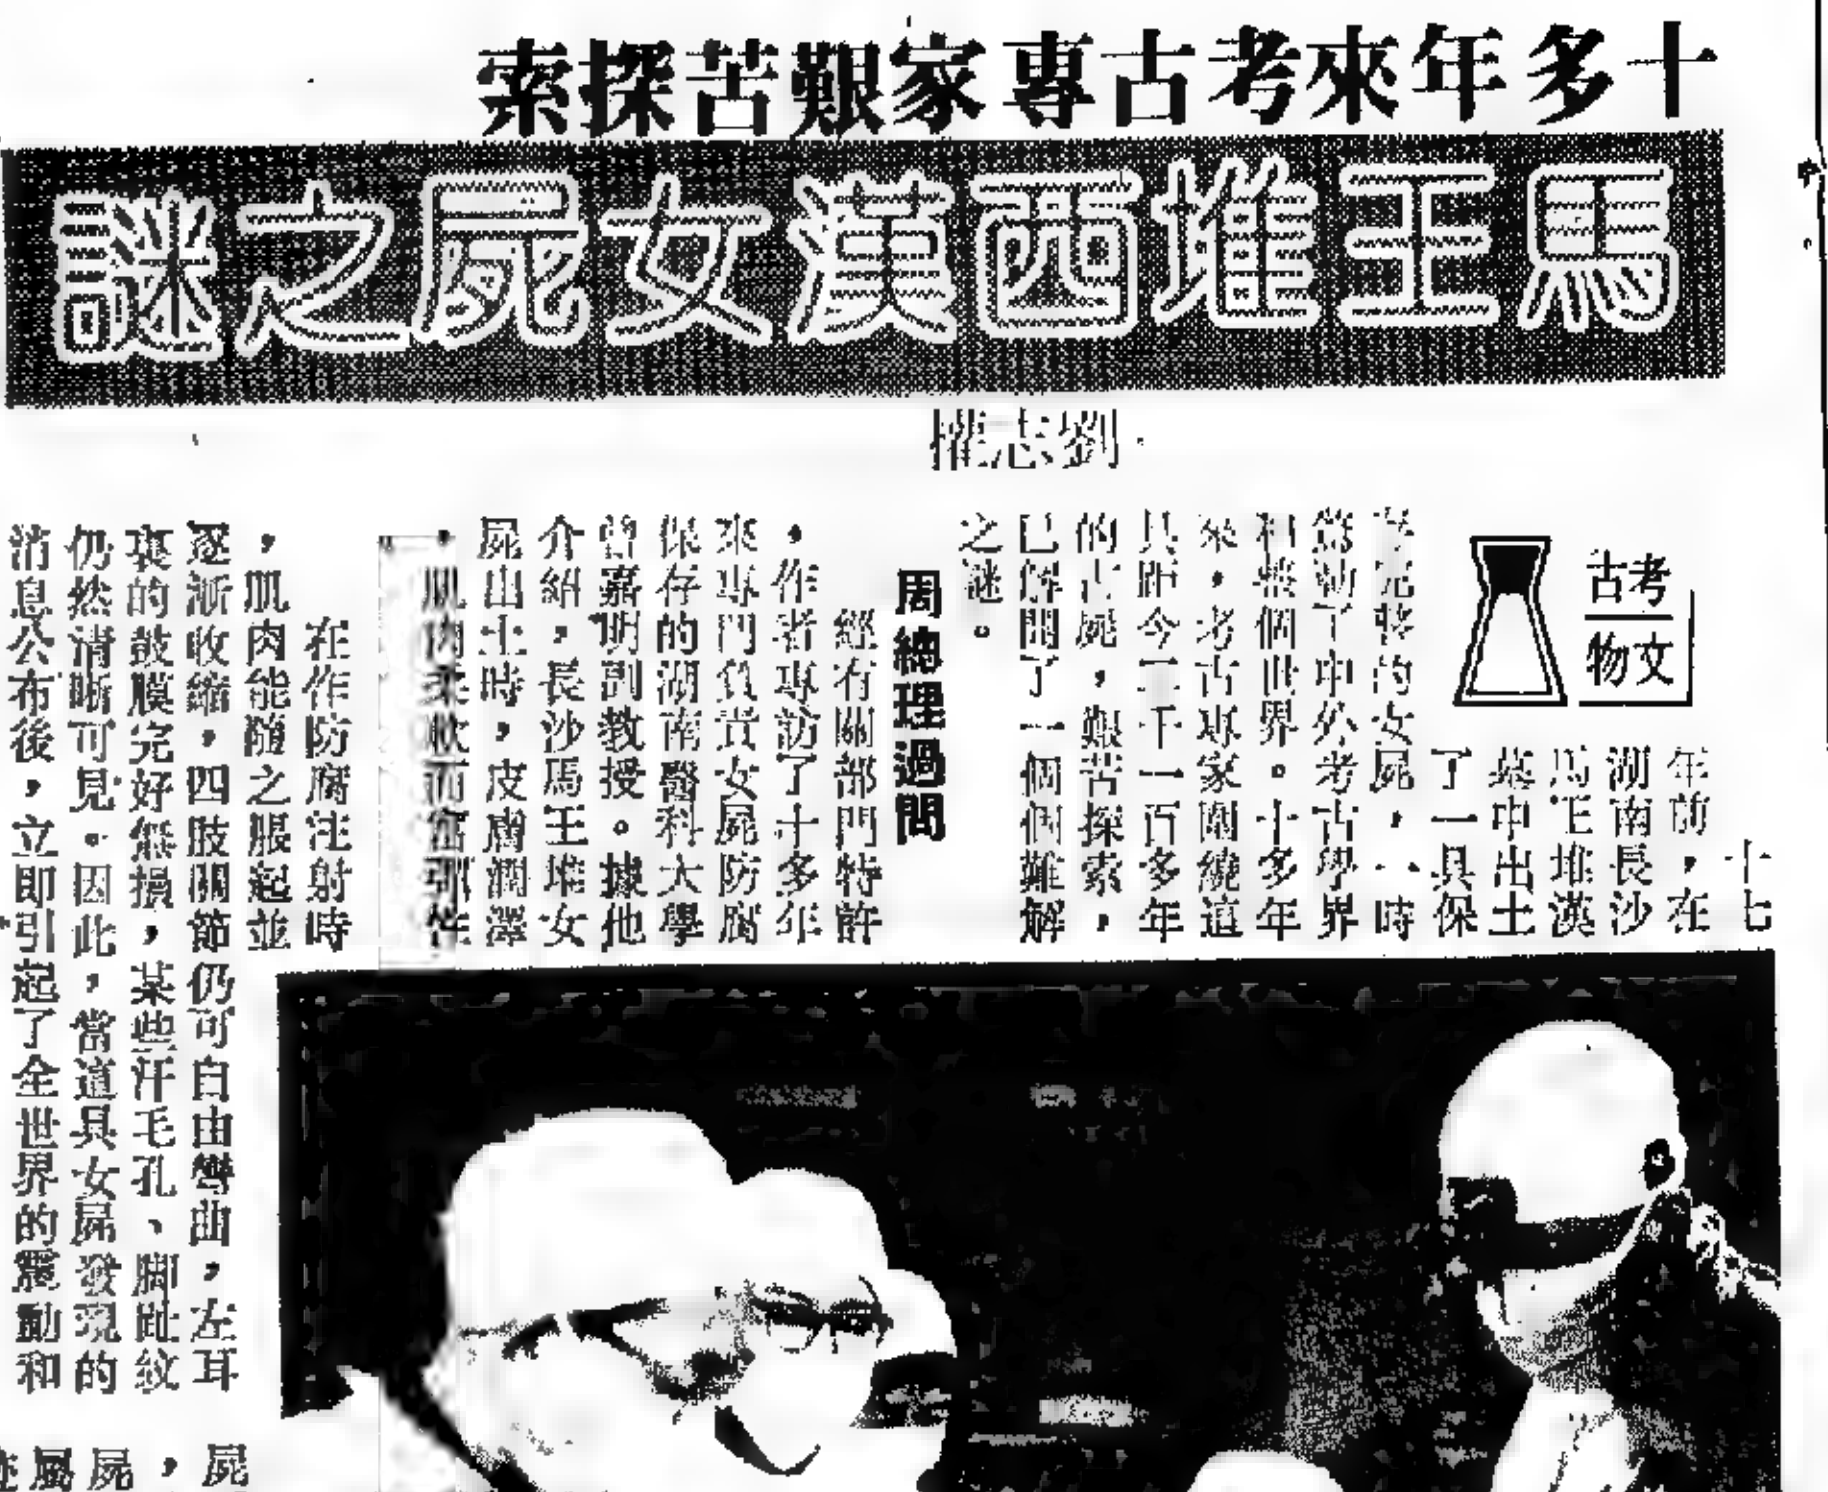 十多年來考古專家艱苦探索
馬王堆西漢女屍之謎
劉志權
考古
文物
十七
年前，在
湖南長沙
馬王堆漢
墓中出土
了一具保
存完整的女屍，一時
轟動了中外考古學界
和整個世界。十多年
來，考古專家圍繞這
具距今二千一百多年
的古屍，艱苦探索，
已解開了一個個難解
之謎。
周總理過問
經有關部門特許
，作者專訪了十多年
來專門負責女屍防腐
保存的湖南醫科大學
曾嘉明副教授。據他
介紹，長沙馬王堆女
屍出土時，皮膚潤澤
，肌肉柔軟而富彈性
在作防腐注射時
，肌肉能隨之脹起並
逐漸收縮，四肢關節仍可自由彎曲，左耳
裏的鼓膜完好無損，某些汗毛孔、脚趾紋
仍然清晰可見。因此，當這具女屍發現的
消息公布後，立即引起了全世界的震動和
屍
，
屍
屬